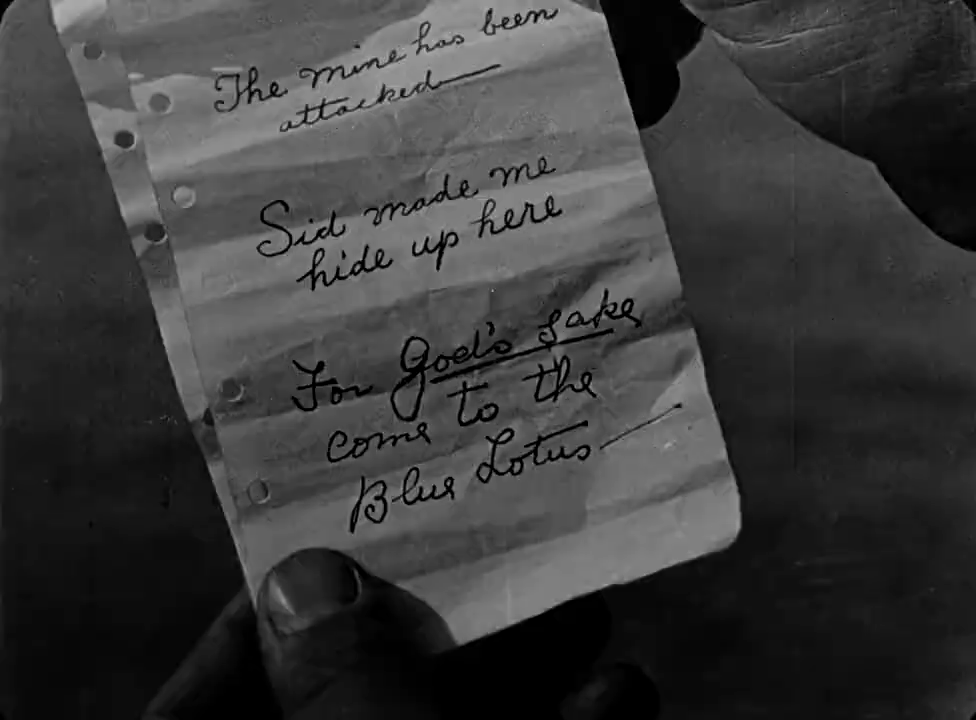 The mine has been
attacked—
Sid made me
hide up here
For God's sake
come to the
Blue Lotus—